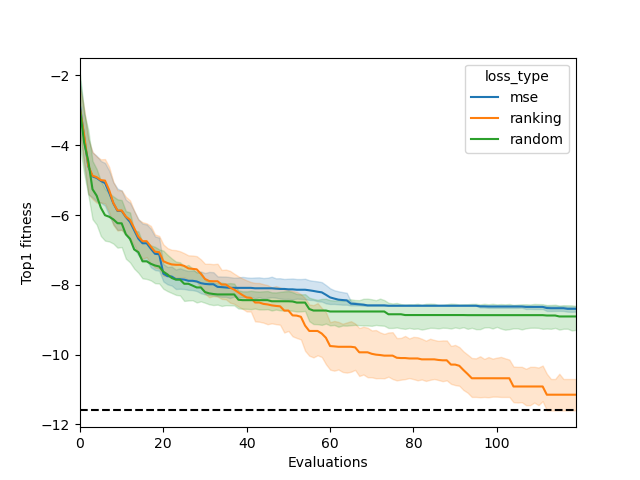 loss_type
mse
ranking
random
Top1 fitness
−2
−4
−6
−8
−10
−12
0 20 40 60 80 100
Evaluations